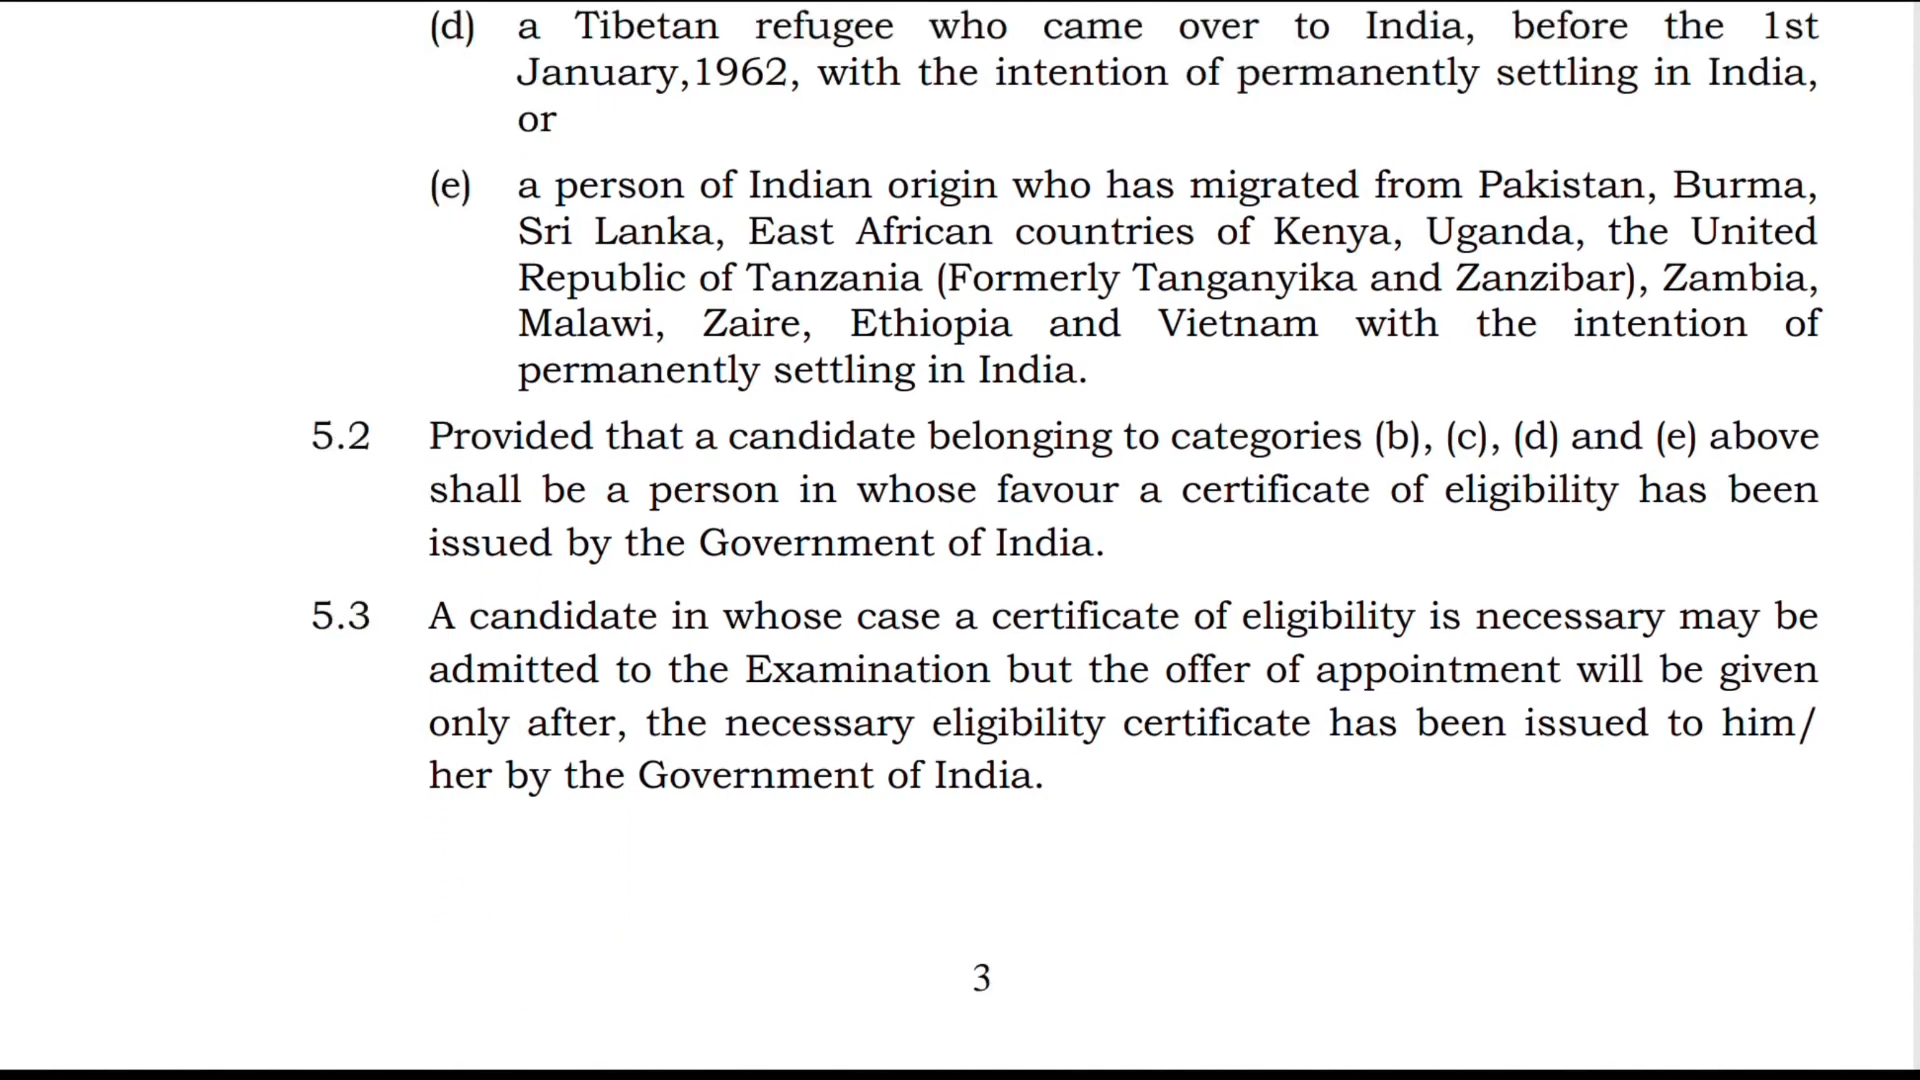 (d) a Tibetan refugee who came over to India, before the 1st
January,1962, with the intention of permanently settling in India,
or
(e) a person of Indian origin who has migrated from Pakistan, Burma,
Sri Lanka, East African countries of Kenya, Uganda, the United
Republic of Tanzania (Formerly Tanganyika and Zanzibar), Zambia,
Malawi, Zaire, Ethiopia and Vietnam with the intention of
permanently settling in India.
5.2 Provided that a candidate belonging to categories (b), (c), (d) and (e) above
shall be a person in whose favour a certificate of eligibility has been
issued by the Government of India.
5.3 A candidate in whose case a certificate of eligibility is necessary may be
admitted to the Examination but the offer of appointment will be given
only after, the necessary eligibility certificate has been issued to him/
her by the Government of India.
3